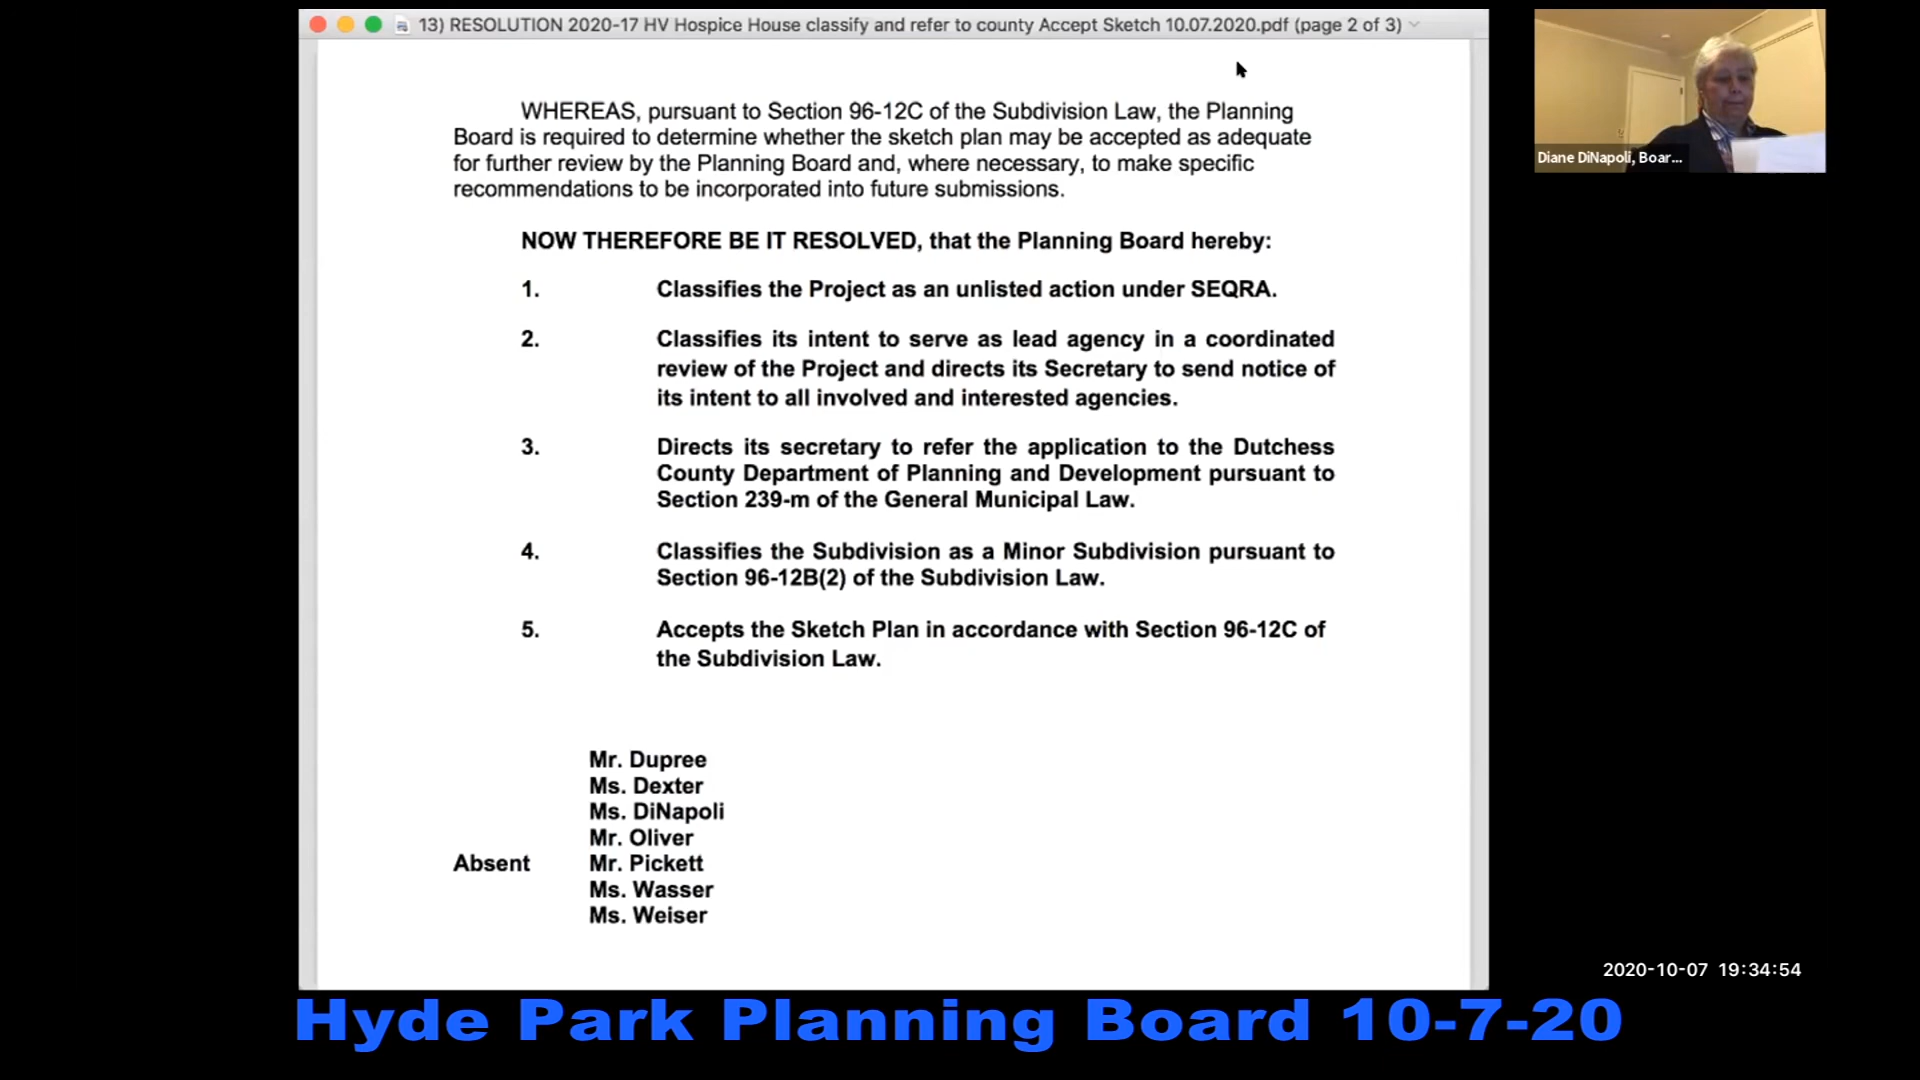 13) RESOLUTION 2020-17 HV Hospice House classify and refer to county Accept Sketch 10.07.2020.pdf (page 2 of 3)
WHEREAS, pursuant to Section 96-12C of the Subdivision Law, the Planning
Board is required to determine whether the sketch plan may be accepted as adequate
for further review by the Planning Board and, where necessary, to make specific
recommendations to be incorporated into future submissions.
NOW THEREFORE BE IT RESOLVED, that the Planning Board hereby:
1. Classifies the Project as an unlisted action under SEQRA.
2. Classifies its intent to serve as lead agency in a coordinated
review of the Project and directs its Secretary to send notice of
its intent to all involved and interested agencies.
3. Directs its secretary to refer the application to the Dutchess
County Department of Planning and Development pursuant to
Section 239-m of the General Municipal Law.
4. Classifies the Subdivision as a Minor Subdivision pursuant to
Section 96-12B(2) of the Subdivision Law.
5. Accepts the Sketch Plan in accordance with Section 96-12C of
the Subdivision Law.
Mr. Dupree
Ms. Dexter
Ms. DiNapoli
Mr. Oliver
Absent Mr. Pickett
Ms. Wasser
Ms. Weiser
Diane DiNapoli, Boar...
2020-10-07 19:34:54
Hyde Park Planning Board 10-7-20